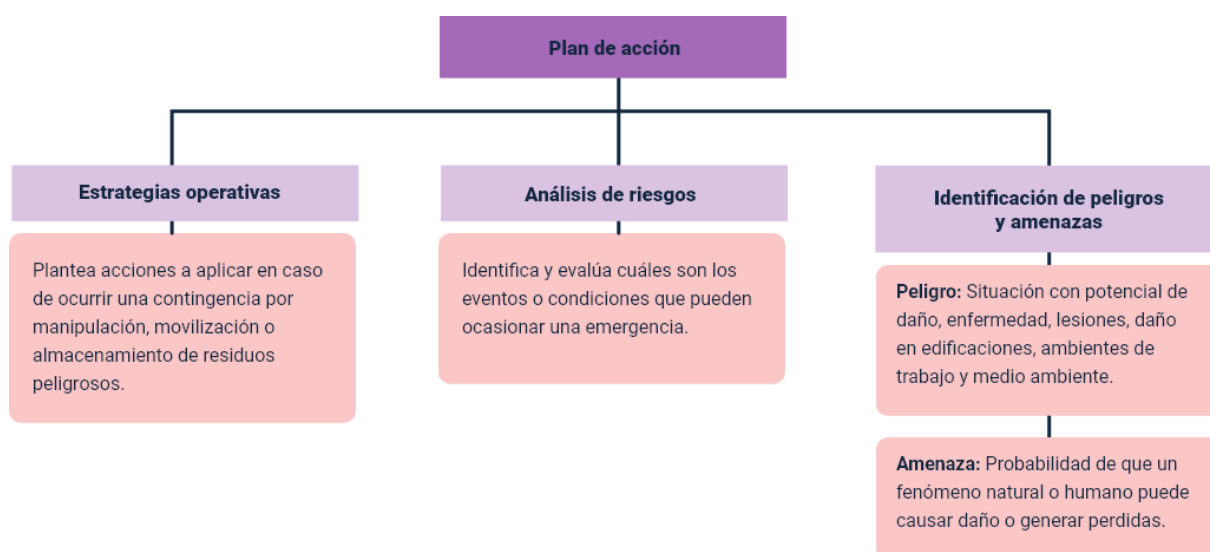 Plan de acción
Estrategias operativas
Plantea acciones a aplicar en caso
de ocurrir una contingencia por
manipulación, movilización o
almacenamiento de residuos
peligrosos.
Análisis de riesgos
Identifica y evalúa cuáles son los
eventos o condiciones que pueden
ocasionar una emergencia.
Identificación de peligros
y amenazas
Peligro: Situación con potencial de
daño, enfermedad, lesiones, daño
en edificaciones, ambientes de
trabajo y medio ambiente.
Amenaza: Probabilidad de que un
fenómeno natural o humano puede
causar daño o generar perdidas.